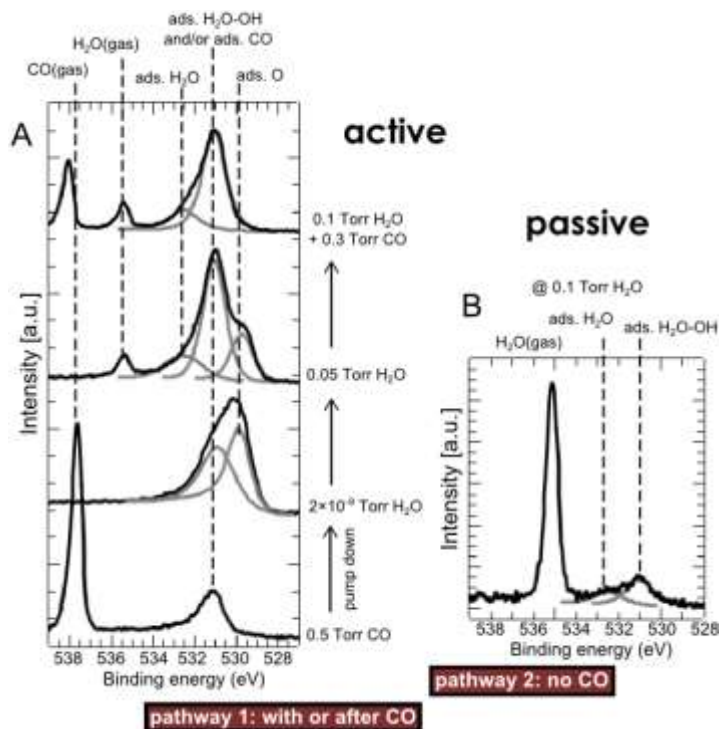 ads. H₂O-OH
and/or ads. CO
H₂O(gas)
CO(gas)
ads. H₂O
ads. O
A
active
0.1 Torr H₂O
+ 0.3 Torr CO
0.05 Torr H₂O
2×10⁻⁹ Torr H₂O
pump down
0.5 Torr CO
Intensity [a.u.]
538 536 534 532 530 528
Binding energy (eV)
pathway 1: with or after CO
passive
B
@ 0.1 Torr H₂O
ads. H₂O
H₂O(gas)
ads. H₂O-OH
Intensity [a.u.]
538 536 534 532 530 528
Binding energy (eV)
pathway 2: no CO